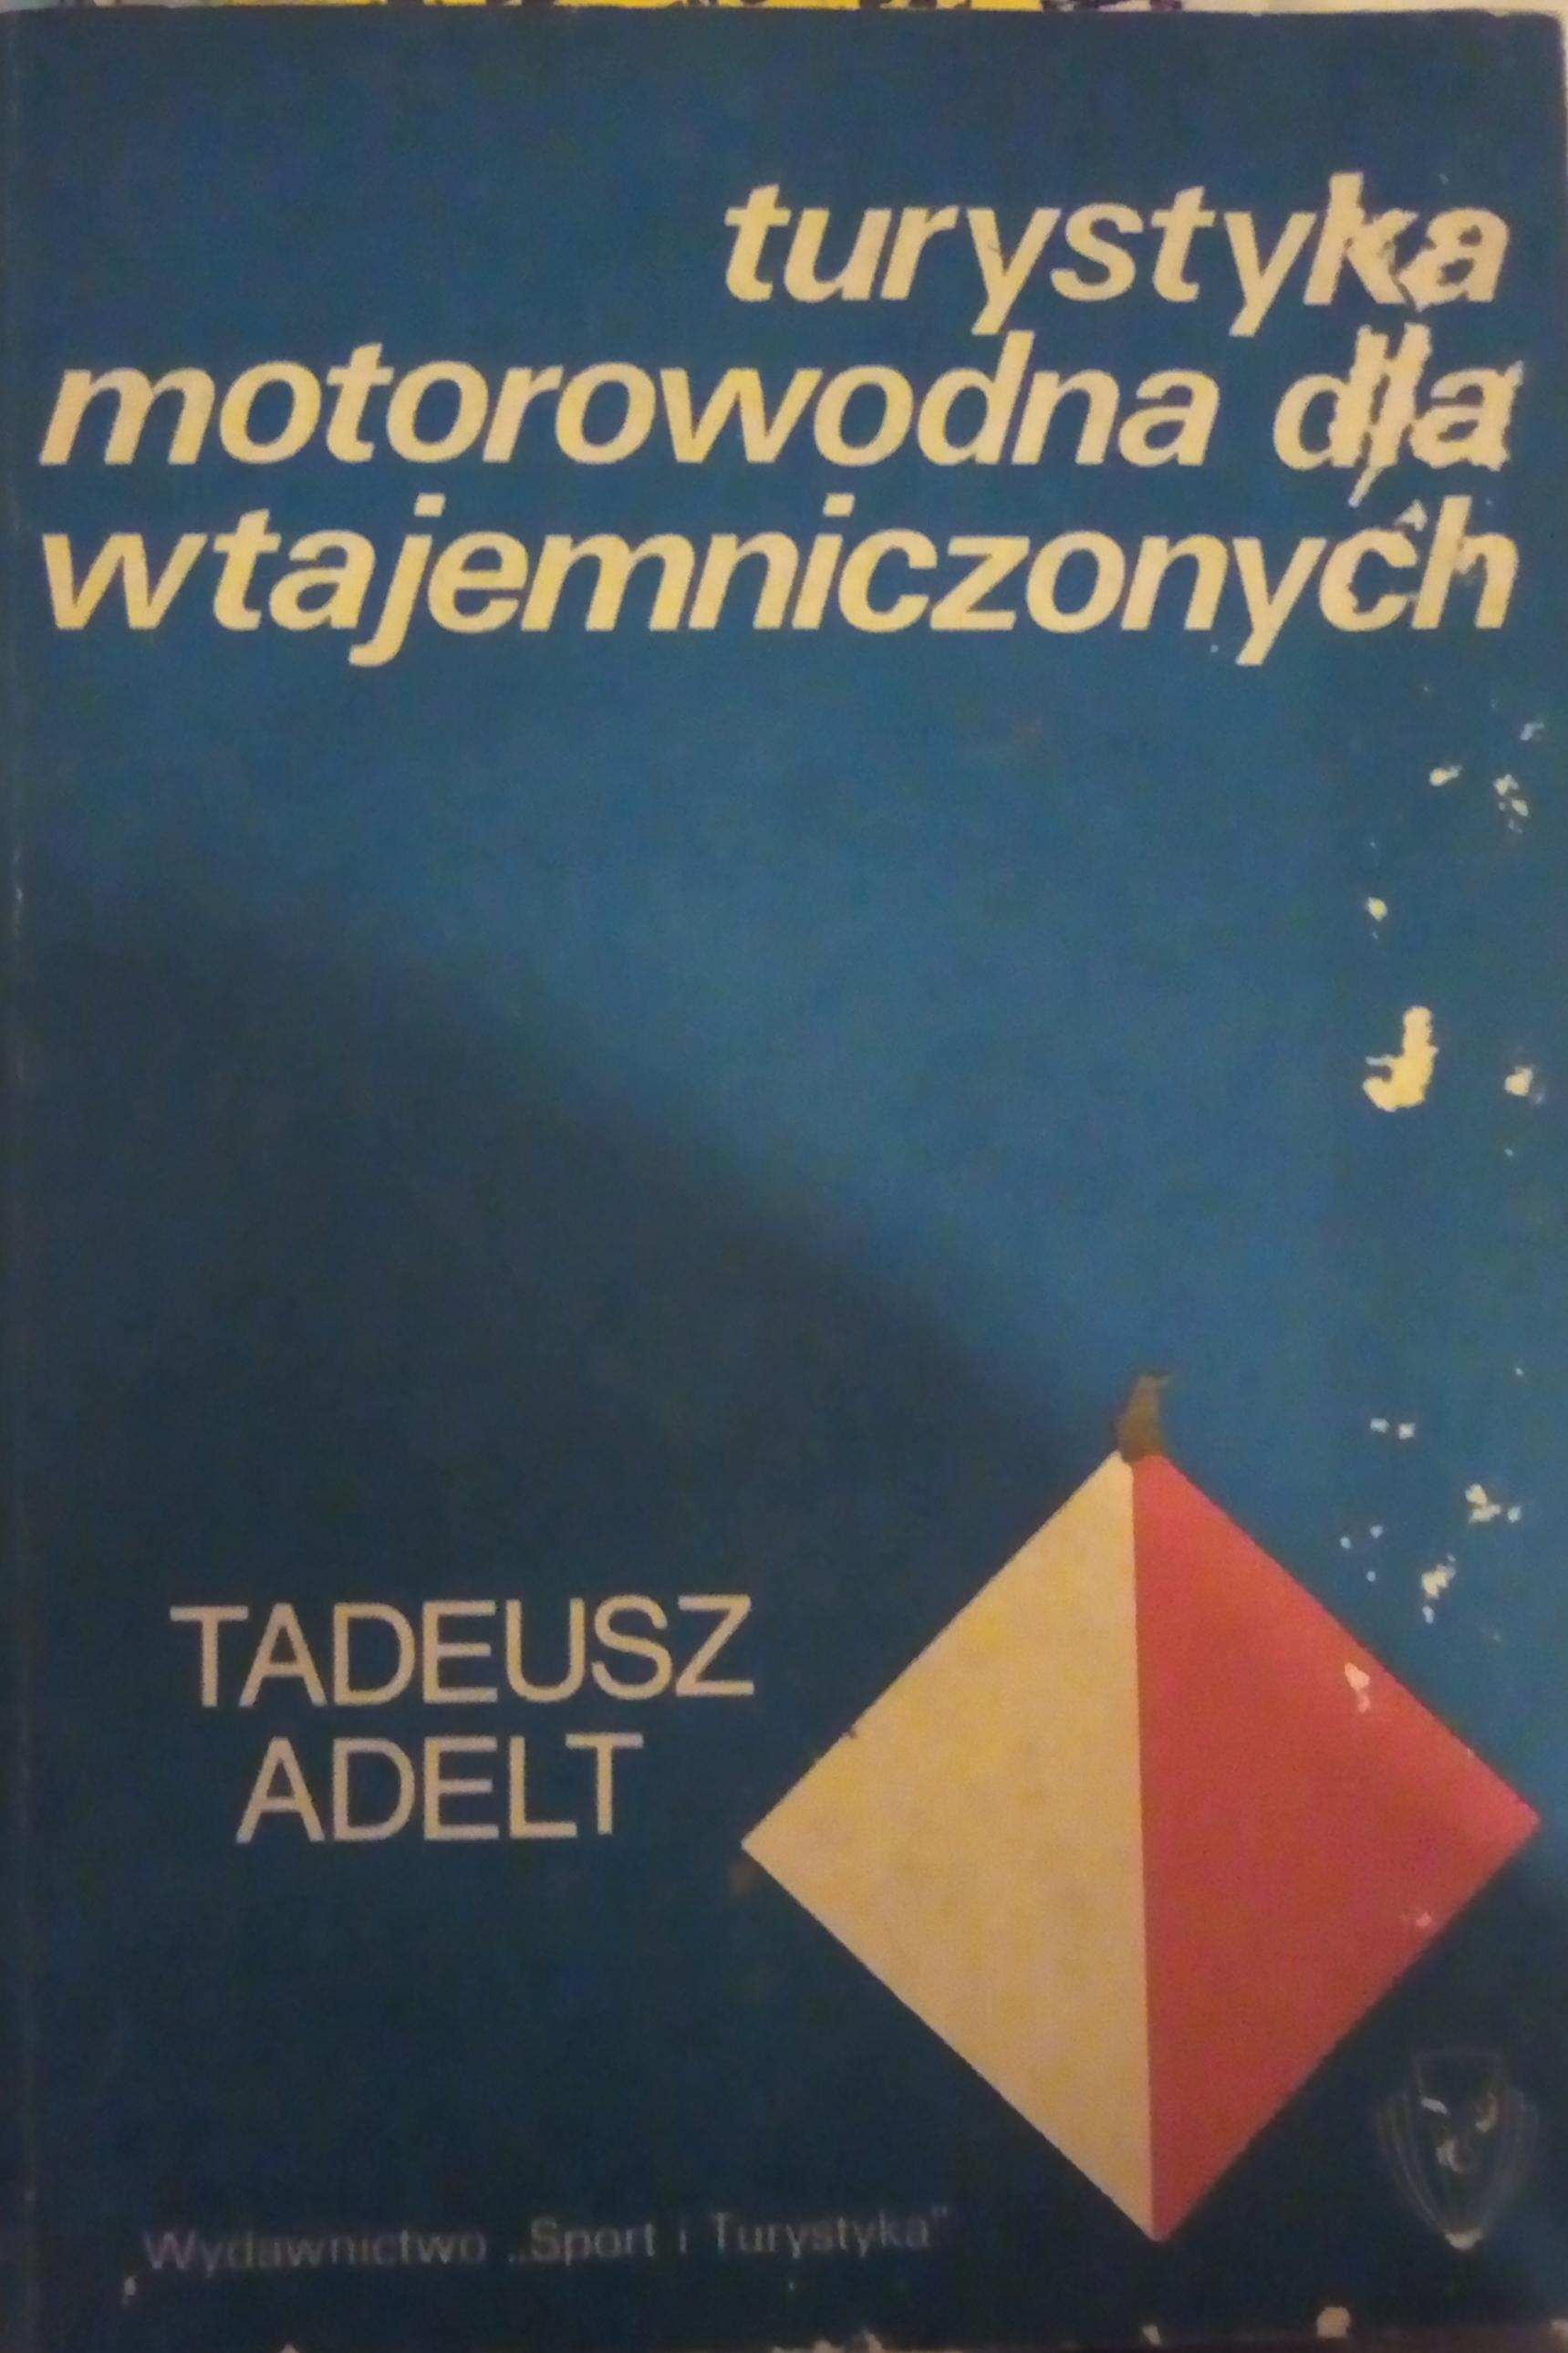 turystyka
motorowodna dla
wtajemniczonych
TADEUSZ
ADELT
Wydawnictwo „Sport i Turystyka”